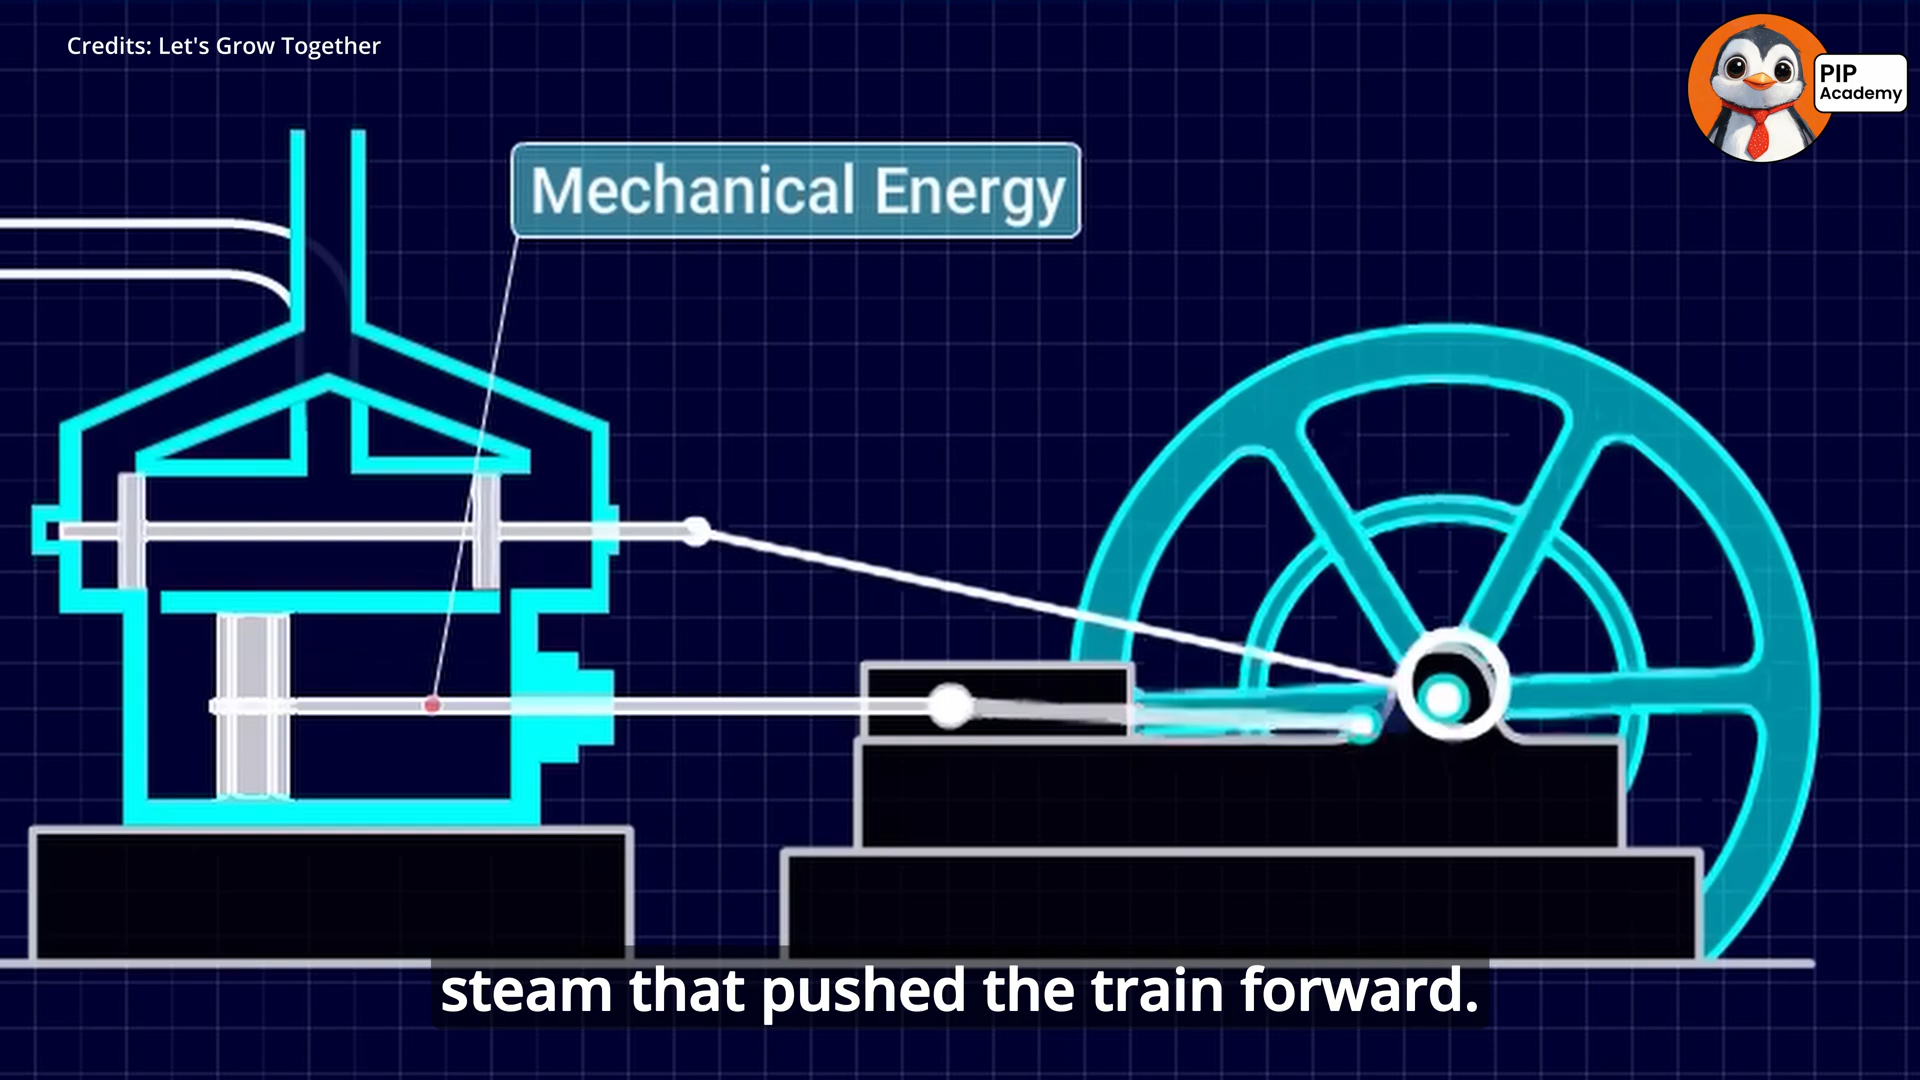 Credits: Let's Grow Together
PIP
Academy
Mechanical Energy
steam that pushed the train forward.